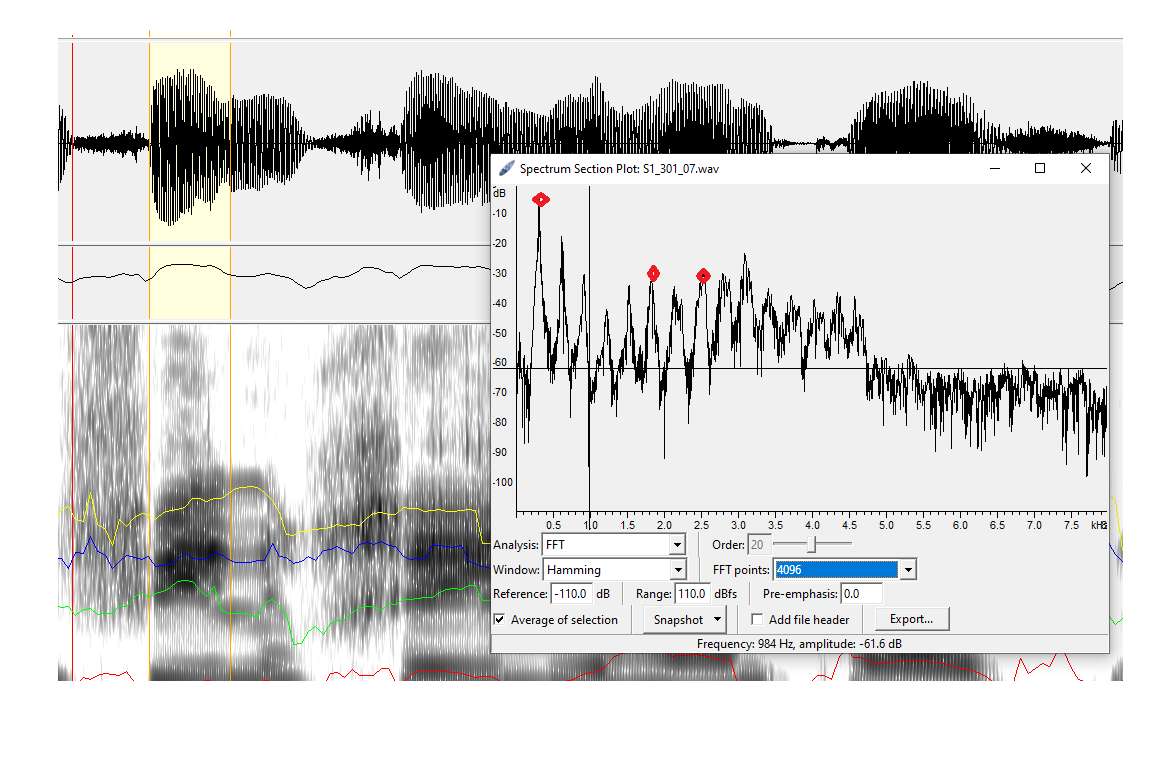 Spectrum Section Plot: S1_301_07.wav
dB
-10
-20
-30
-40
-50
-60
-70
-80
-90
-100
0.5 1.0 1.5 2.0 2.5 3.0 3.5 4.0 4.5 5.0 5.5 6.0 6.5 7.0 7.5
Analysis: FFT Order: 20
Window: Hamming FFT points: 4096
Reference: -110.0 dB Range: 110.0 dBfs Pre-emphasis: 0.0
Average of selection Snapshot Add file header Export...
Frequency: 984 Hz, amplitude: -61.6 dB